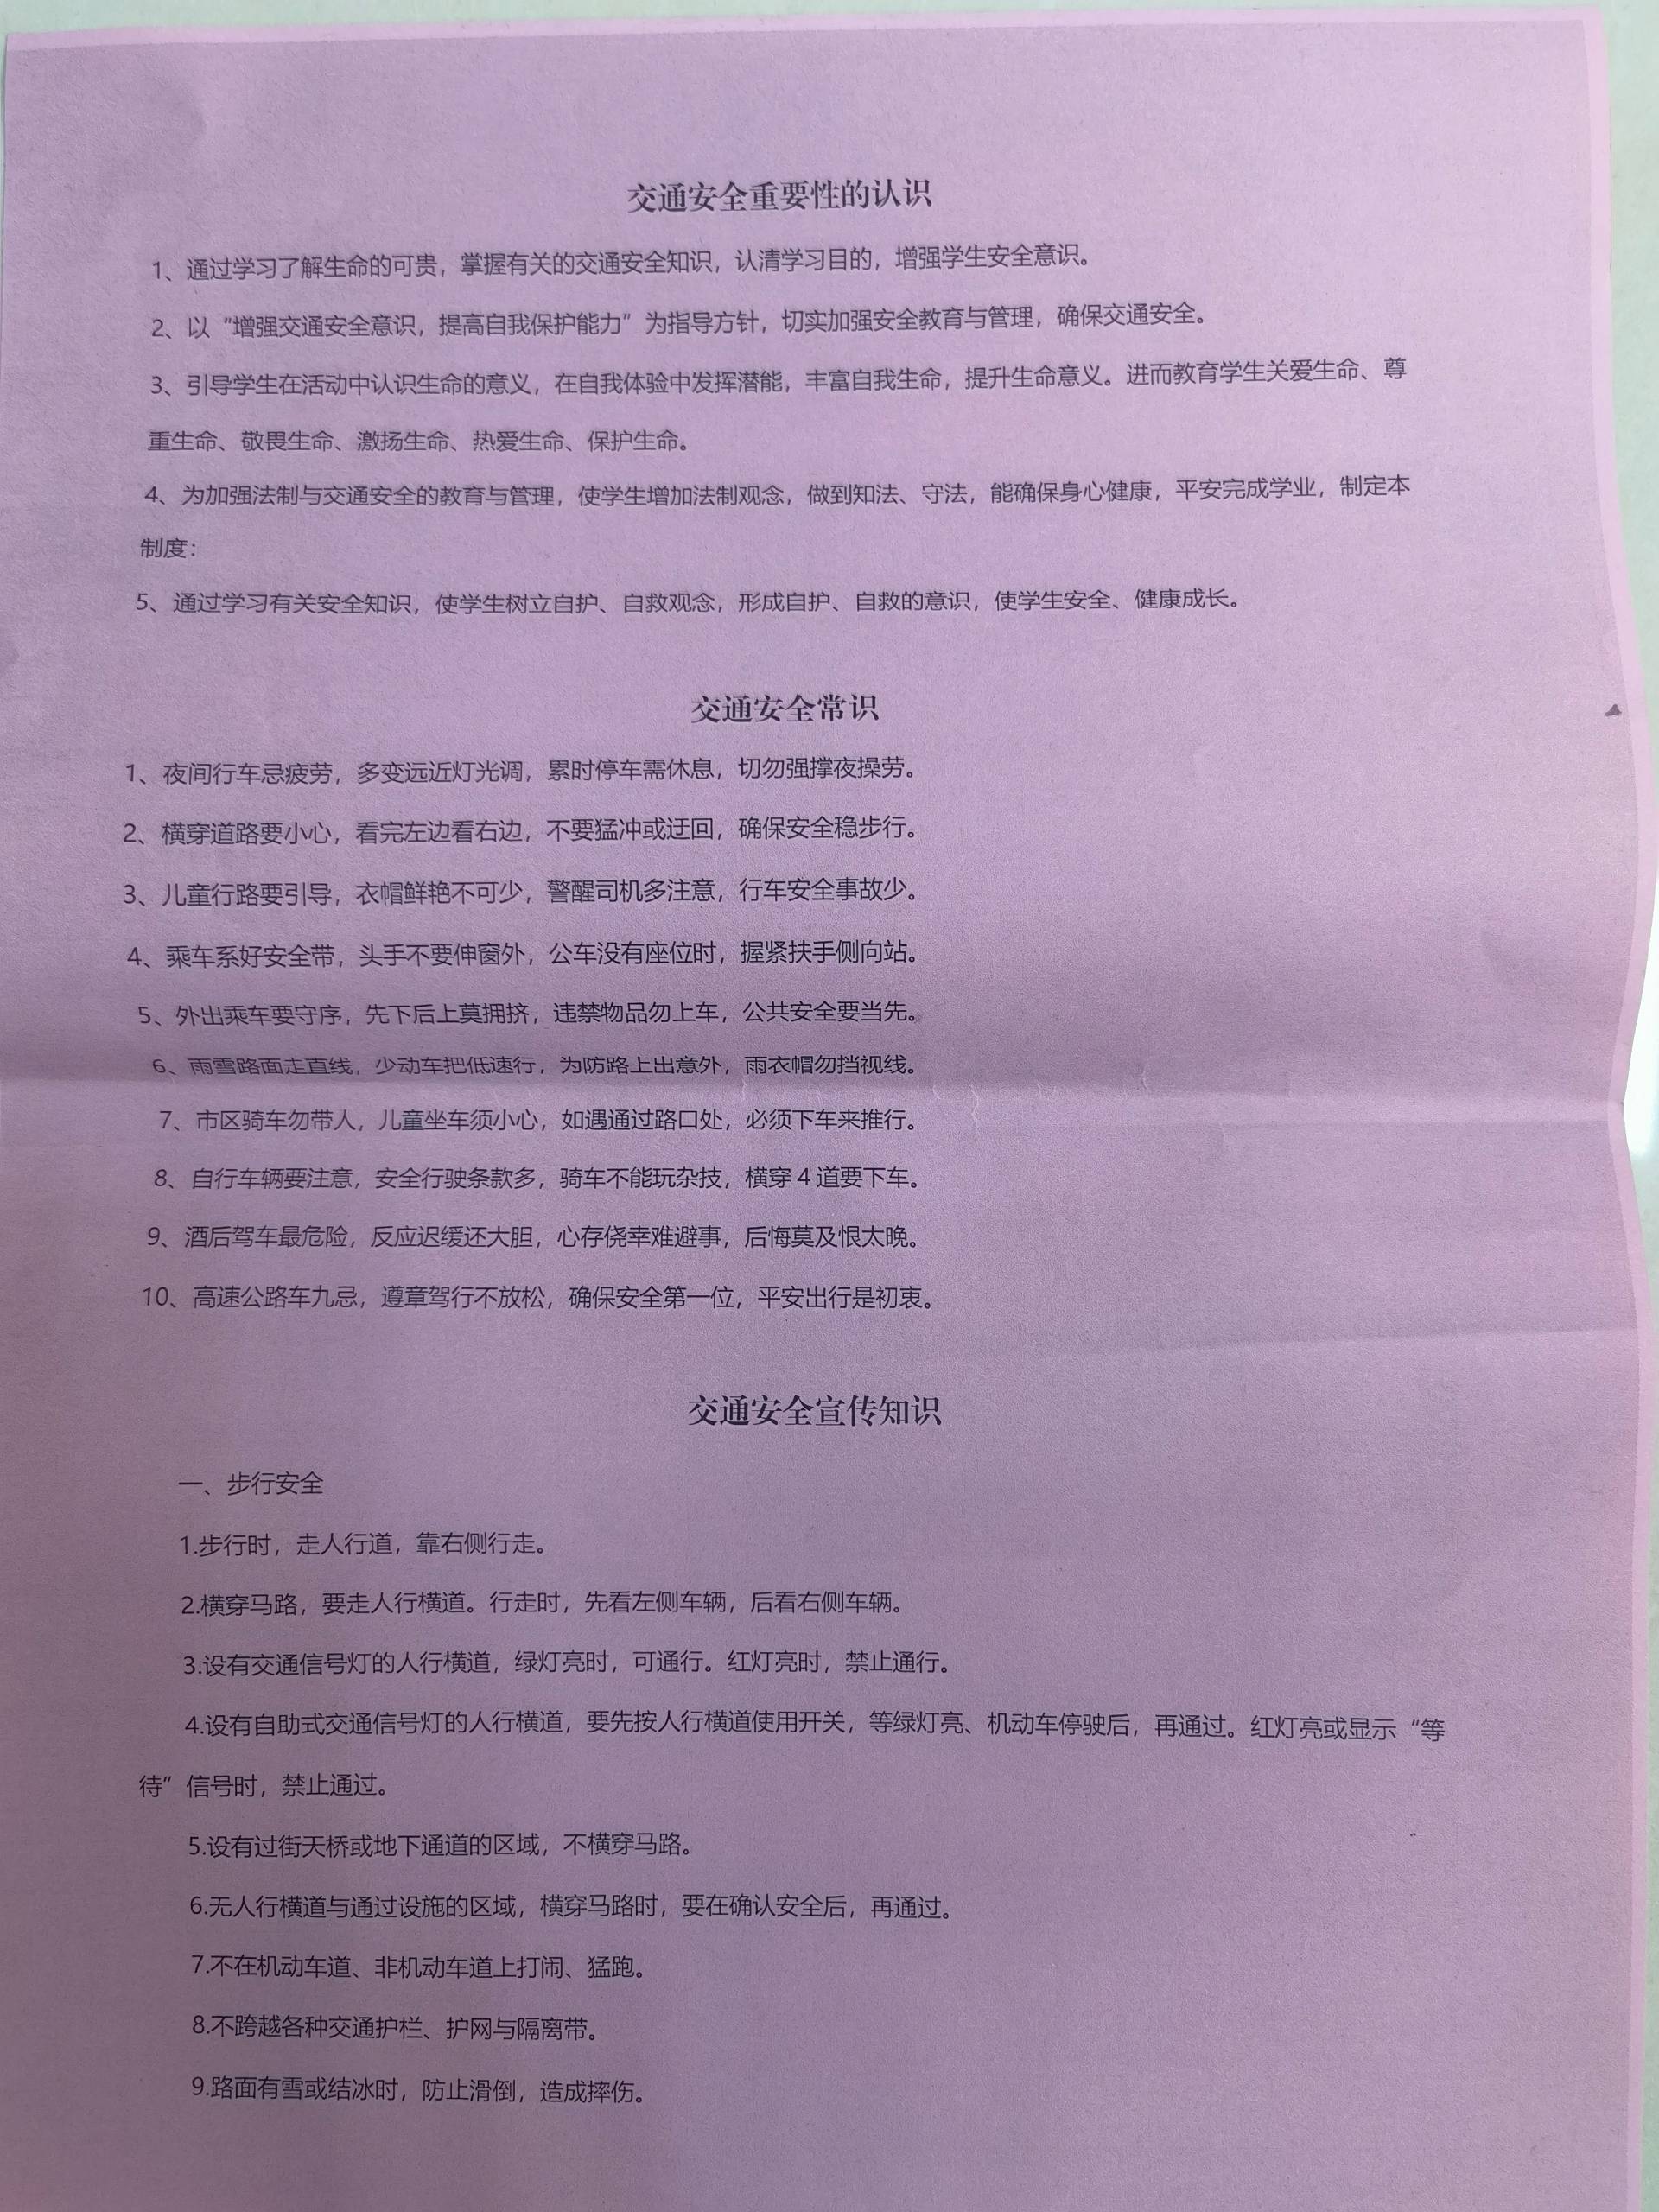 交通安全重要性的认识
1、通过学习了解生命的可贵，掌握有关的交通安全知识，认清学习目的，增强学生安全意识。
2、以“增强交通安全意识，提高自我保护能力”为指导方针，切实加强安全教育与管理，确保交通安全。
3、引导学生在活动中认识生命的意义，在自我体验中发挥潜能，丰富自我生命，提升生命意义。进而教育学生关爱生命、尊
重生命、敬畏生命、激扬生命、热爱生命、保护生命。
4、为加强法制与交通安全的教育与管理，使学生增加法制观念，做到知法、守法，能确保身心健康，平安完成学业，制定本
制度：
5、通过学习有关安全知识，使学生树立自护、自救观念，形成自护、自救的意识，使学生安全、健康成长。
交通安全常识
1、夜间行车忌疲劳，多变远近灯光调，累时停车需休息，切勿强撑夜操劳。
2、横穿道路要小心，看完左边看右边，不要猛冲或迂回，确保安全稳步行。
3、儿童行路要引导，衣帽鲜艳不可少，警醒司机多注意，行车安全事故少。
4、乘车系好安全带，头手不要伸窗外，公车没有座位时，握紧扶手侧向站。
5、外出乘车要守序，先下后上莫拥挤，违禁物品勿上车，公共安全要当先。
6、雨雪路面走直线，少动车把低速行，为防路上出意外，雨衣帽勿挡视线。
7、市区骑车勿带人，儿童坐车须小心，如遇通过路口处，必须下车来推行。
8、自行车辆要注意，安全行驶条款多，骑车不能玩杂技，横穿 4 道要下车。
9、酒后驾车最危险，反应迟缓还大胆，心存侥幸难避事，后悔莫及恨太晚。
10、高速公路车九忌，遵章驾行不放松，确保安全第一位，平安出行是初衷。
交通安全宣传知识
一、步行安全
1.步行时，走人行道，靠右侧行走。
2.横穿马路，要走人行横道。行走时，先看左侧车辆，后看右侧车辆。
3.设有交通信号灯的人行横道，绿灯亮时，可通行。红灯亮时，禁止通行。
4.设有自助式交通信号灯的人行横道，要先按人行横道使用开关，等绿灯亮、机动车停驶后，再通过。红灯亮或显示“等
待”信号时，禁止通过。
5.设有过街天桥或地下通道的区域，不横穿马路。
6.无人行横道与通过设施的区域，横穿马路时，要在确认安全后，再通过。
7.不在机动车道、非机动车道上打闹、猛跑。
8.不跨越各种交通护栏、护网与隔离带。
9.路面有雪或结冰时，防止滑倒，造成摔伤。